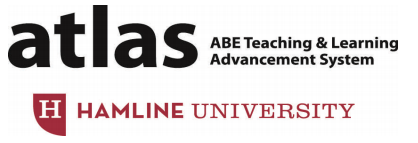 atlas
ABE Teaching & Learning
Advancement System
H HAMLINE UNIVERSITY